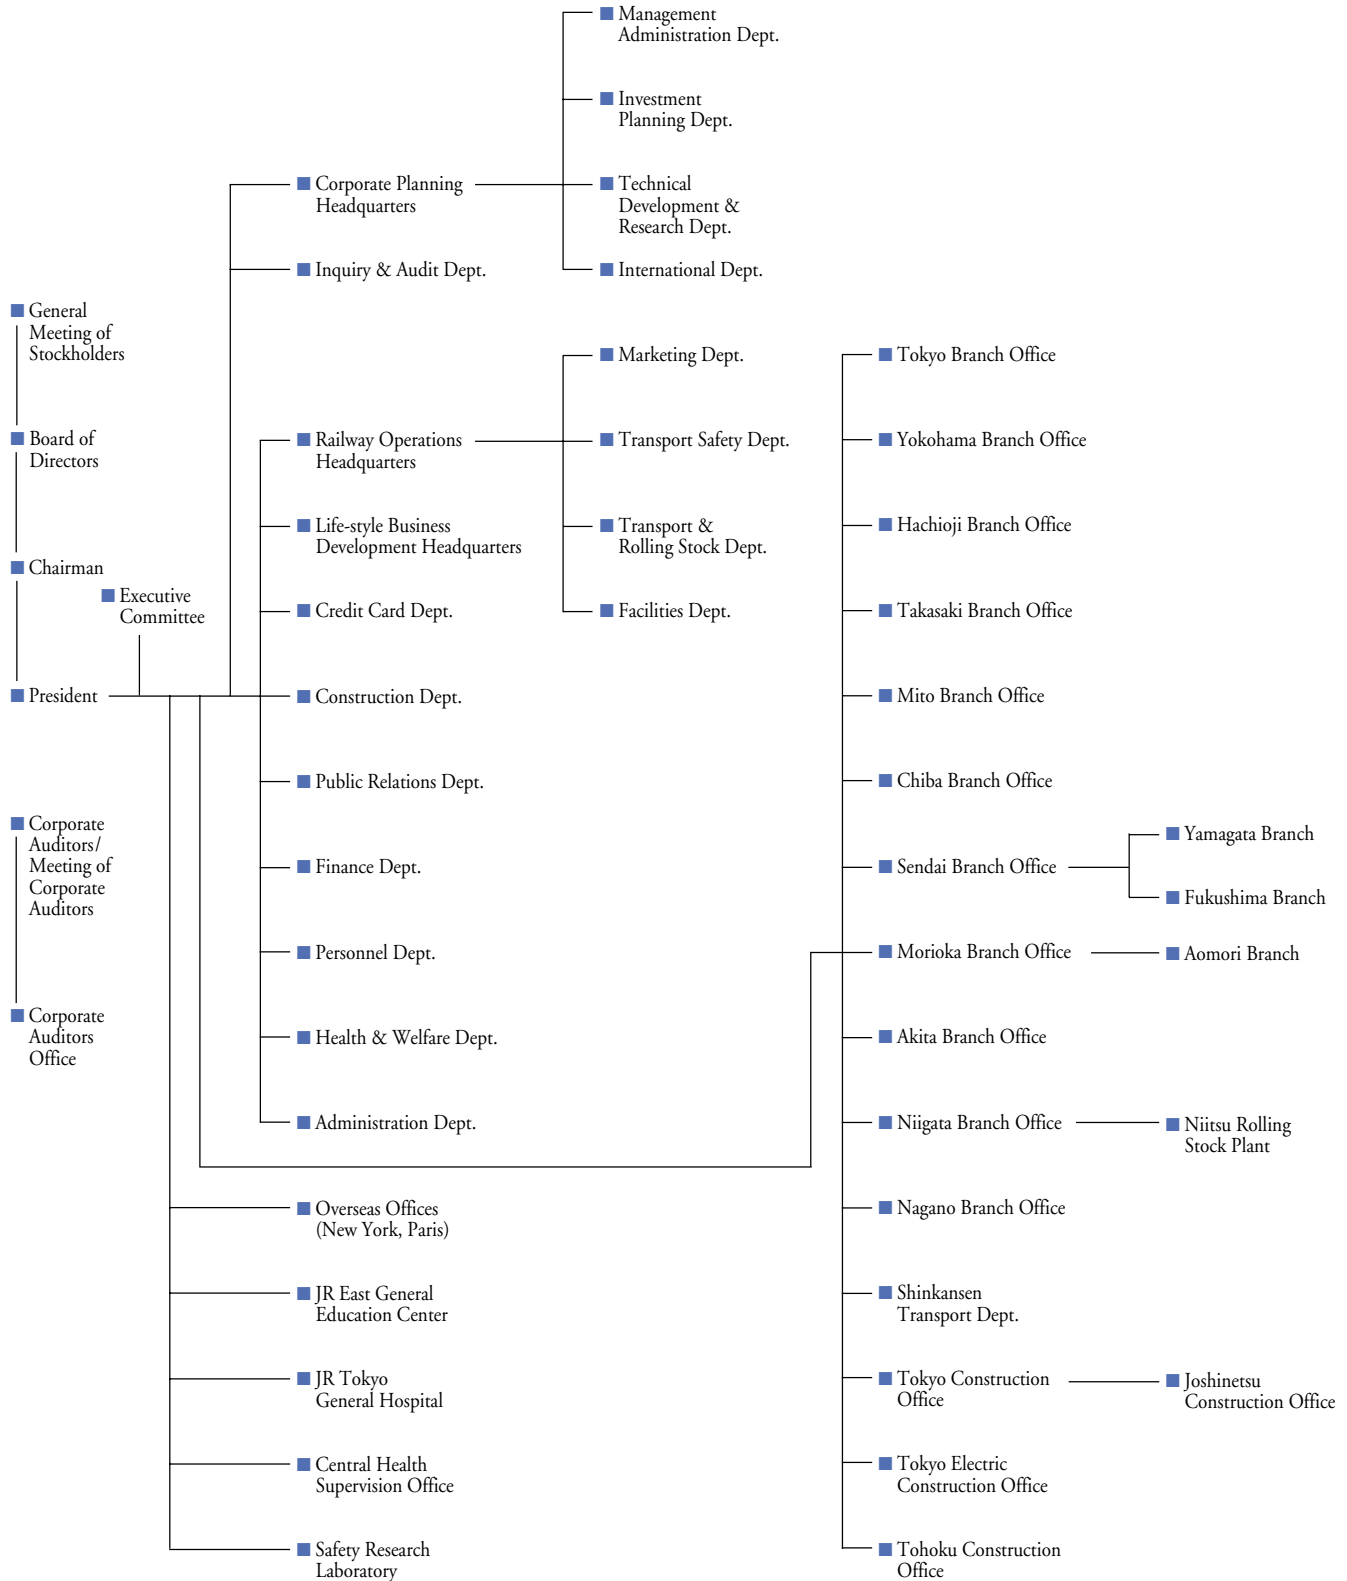 General
Meeting of
Stockholders
Board of
Directors
Chairman
Executive
Committee
President
Corporate
Auditors/
Meeting of
Corporate
Auditors
Corporate
Auditors
Office
Corporate Planning
Headquarters
Inquiry & Audit Dept.
Railway Operations
Headquarters
Life-style Business
Development Headquarters
Credit Card Dept.
Construction Dept.
Public Relations Dept.
Finance Dept.
Personnel Dept.
Health & Welfare Dept.
Administration Dept.
Overseas Offices
(New York, Paris)
JR East General
Education Center
JR Tokyo
General Hospital
Central Health
Supervision Office
Safety Research
Laboratory
Management
Administration Dept.
Investment
Planning Dept.
Technical
Development &
Research Dept.
International Dept.
Marketing Dept.
Transport Safety Dept.
Transport &
Rolling Stock Dept.
Facilities Dept.
Tokyo Branch Office
Yokohama Branch Office
Hachioji Branch Office
Takasaki Branch Office
Mito Branch Office
Chiba Branch Office
Sendai Branch Office
Morioka Branch Office
Akita Branch Office
Niigata Branch Office
Nagano Branch Office
Shinkansen
Transport Dept.
Tokyo Construction
Office
Tokyo Electric
Construction Office
Tohoku Construction
Office
Yamagata Branch
Fukushima Branch
Aomori Branch
Niitsu Rolling
Stock Plant
Joshinetsu
Construction Office